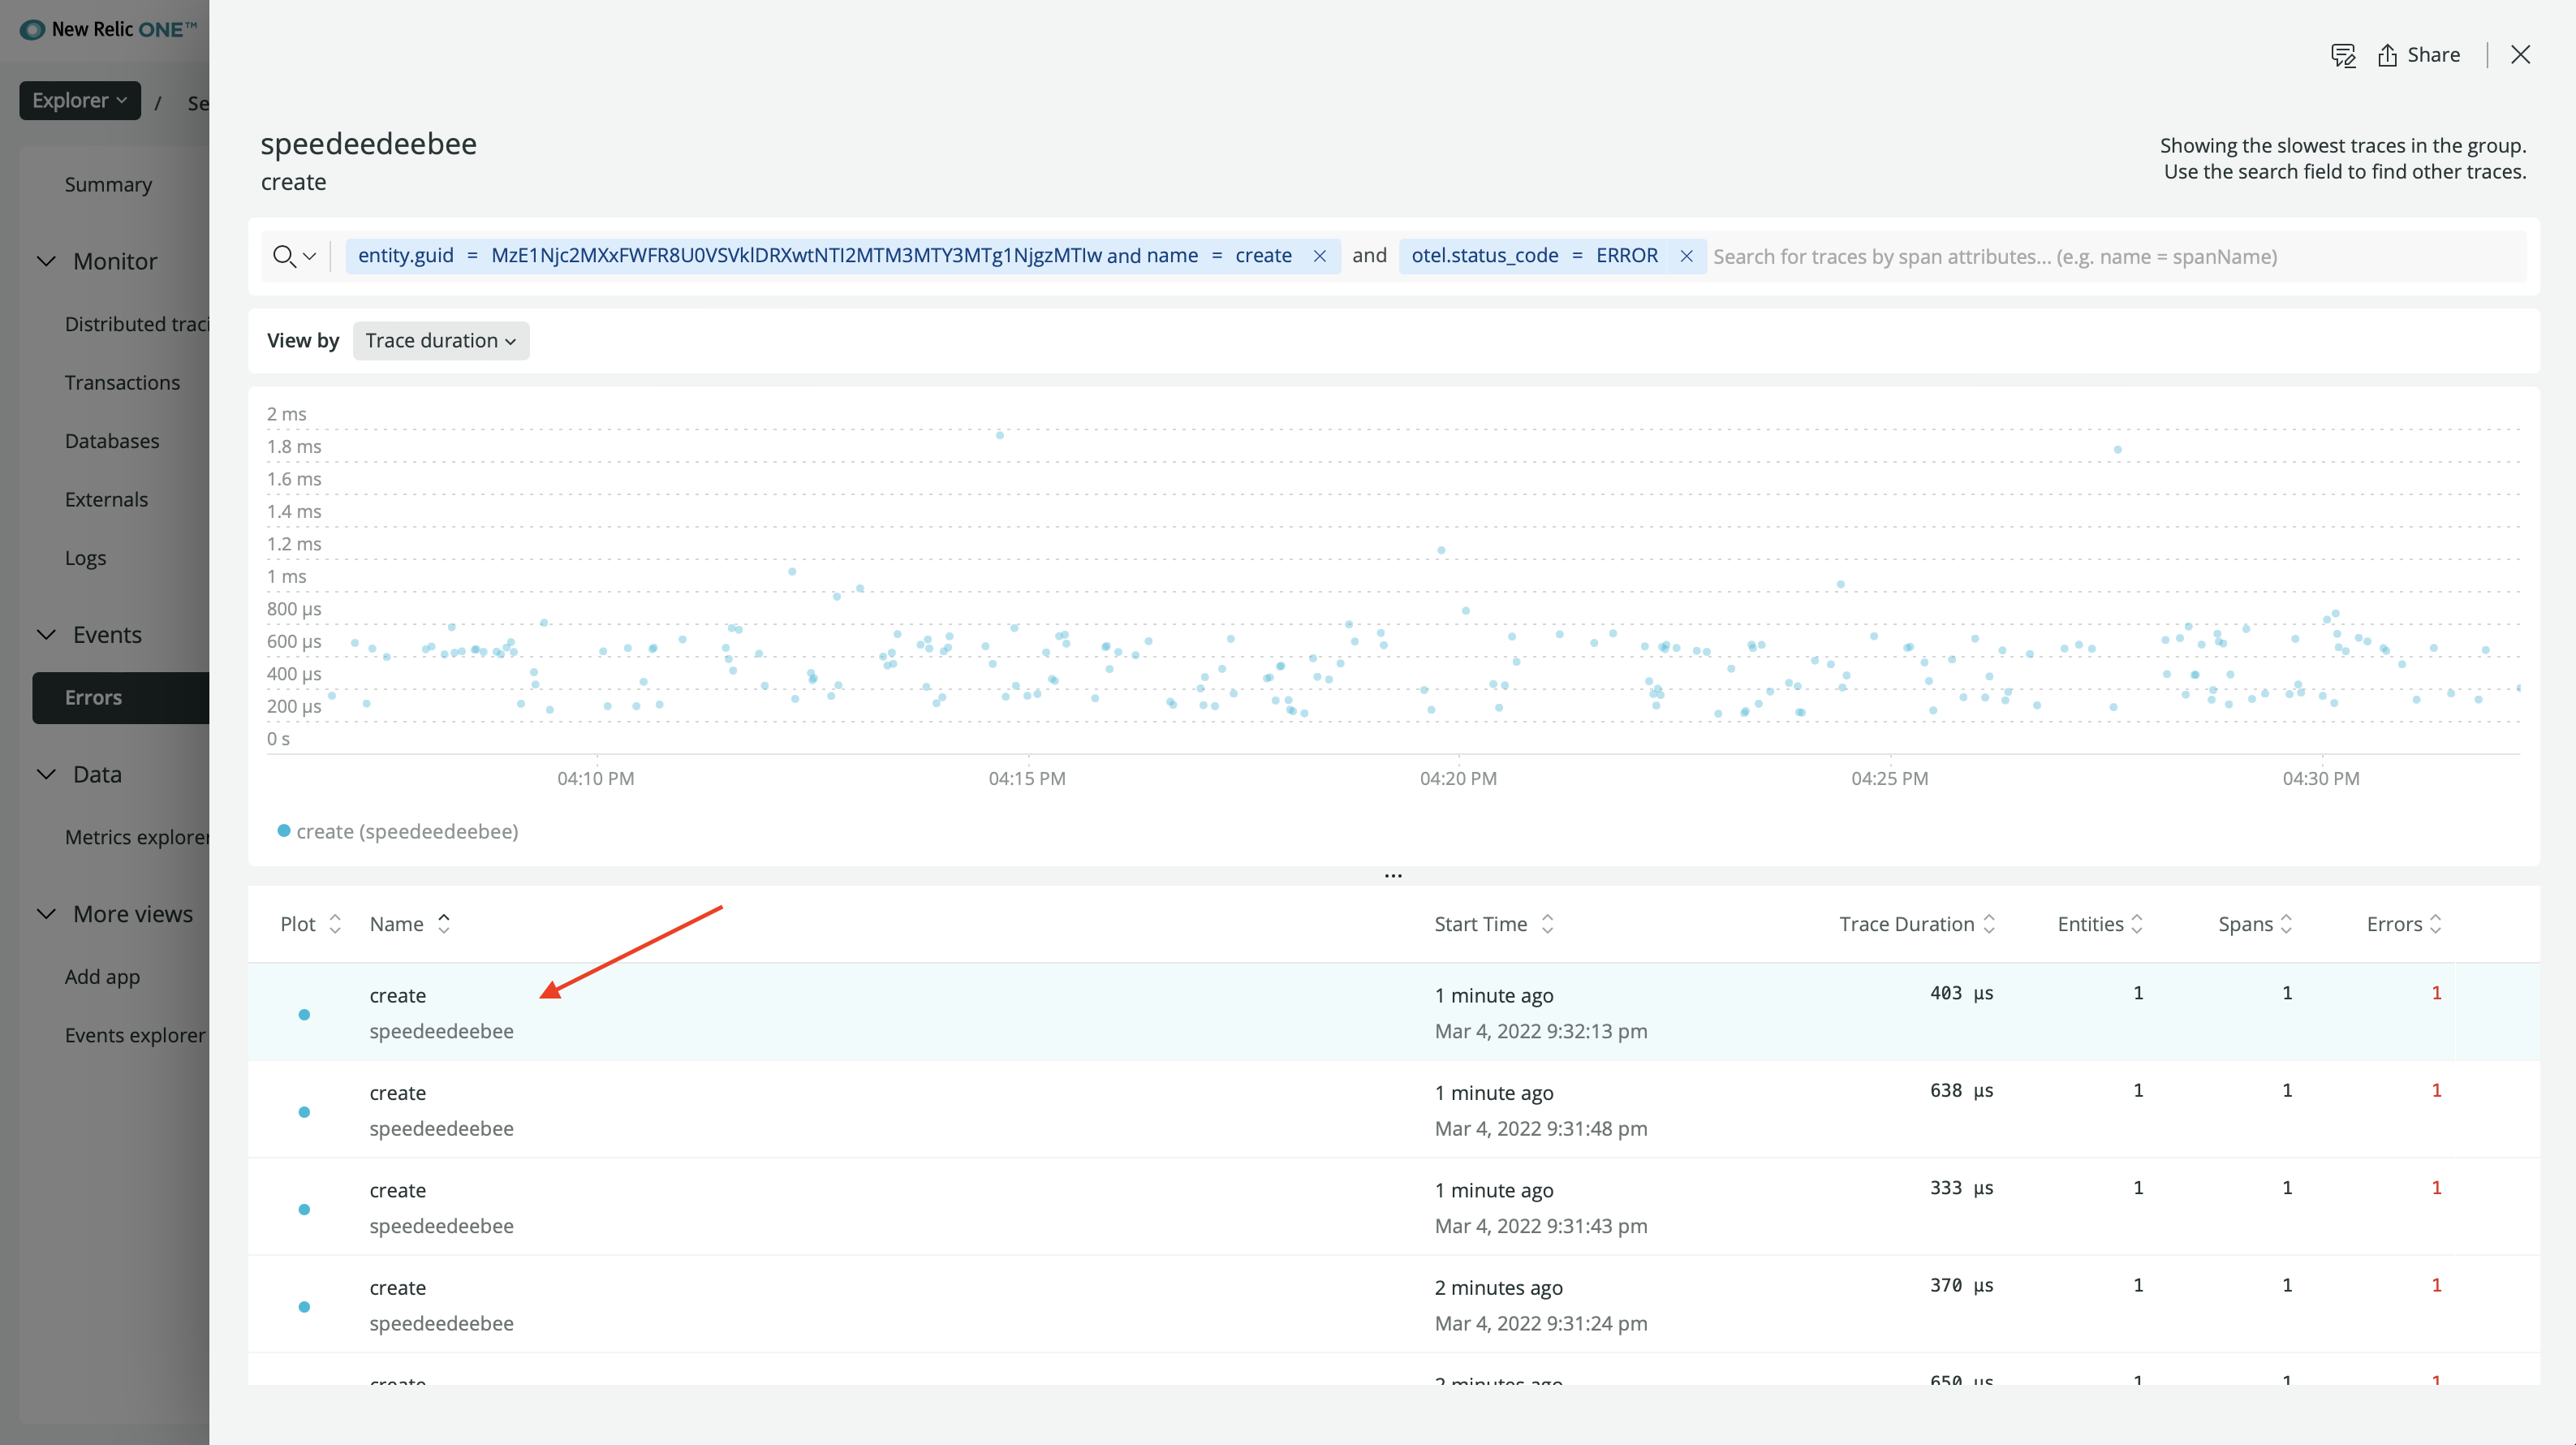 New Relic ONE™
Share
Explorer
/
Se
speedeedeebee
create
Showing the slowest traces in the group.
Use the search field to find other traces.
Summary
Monitor
Distributed traci
Transactions
Databases
Externals
Logs
Events
Errors
Data
Metrics explorer
More views
Add app
Events explorer
entity.guid = MzE1Njc2MXxFWFR8U0VSVklDRXwtNTI2MTM3MTY3MTg1NjgzMTIw and name = create and otel.status_code = ERROR Search for traces by span attributes... (e.g. name = spanName)
View by Trace duration
2 ms
1.8 ms
1.6 ms
1.4 ms
1.2 ms
1 ms
800 µs
600 µs
400 µs
200 µs
0 s
04:10 PM 04:15 PM 04:20 PM 04:25 PM 04:30 PM
create (speedeedeebee)
...
Plot Name Start Time Trace Duration Entities Spans Errors
create 1 minute ago 403 µs 1 1 1
speedeedeebee Mar 4, 2022 9:32:13 pm
create 1 minute ago 638 µs 1 1 1
speedeedeebee Mar 4, 2022 9:31:48 pm
create 1 minute ago 333 µs 1 1 1
speedeedeebee Mar 4, 2022 9:31:43 pm
create 2 minutes ago 370 µs 1 1 1
speedeedeebee Mar 4, 2022 9:31:24 pm
create 2 minutes ago 650 µs 1 1 1